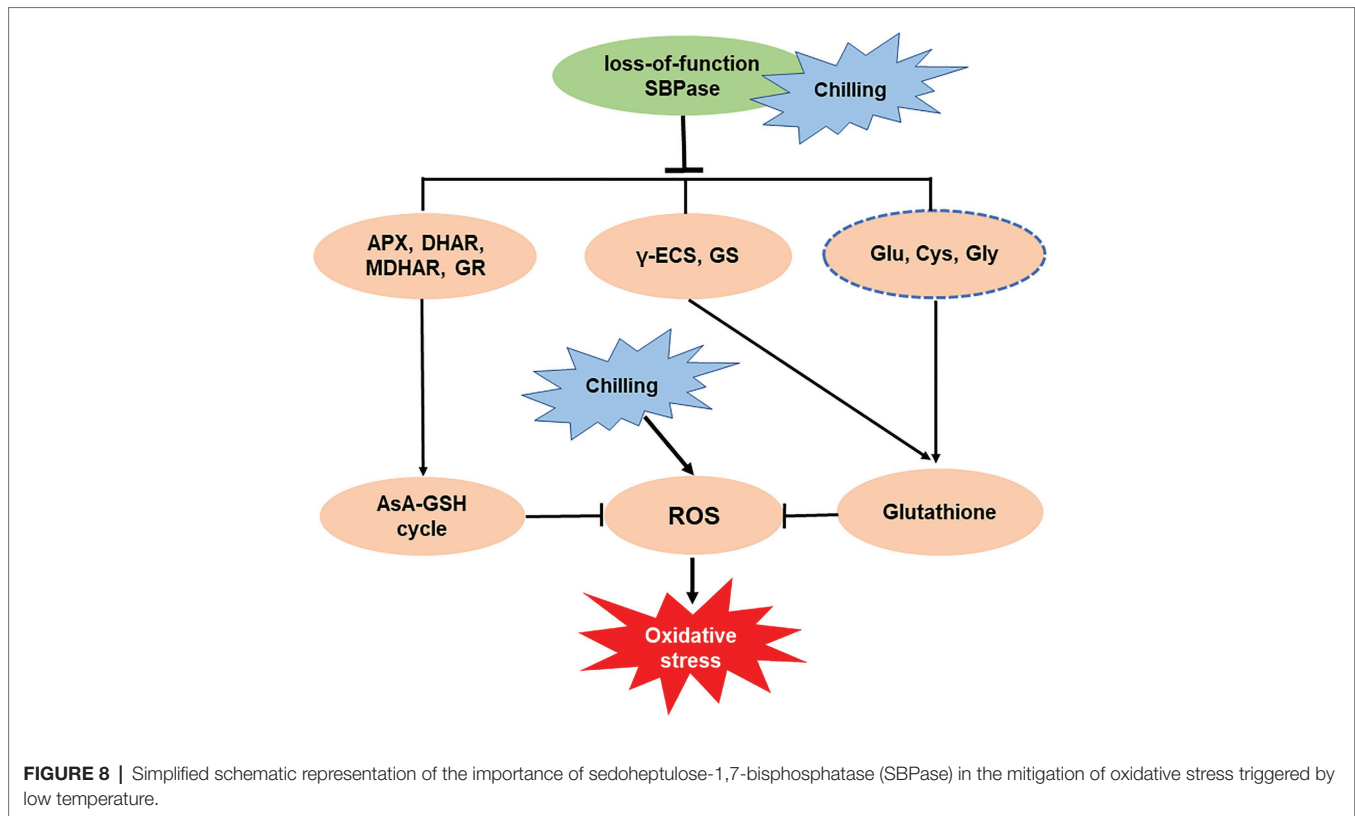 loss-of-function
SBPase
Chilling
APX, DHAR,
MDHAR, GR
γ-ECS, GS
Glu, Cys, Gly
Chilling
AsA-GSH
cycle
ROS
Glutathione
Oxidative
stress
FIGURE 8 | Simplified schematic representation of the importance of sedoheptulose-1,7-bisphosphatase (SBPase) in the mitigation of oxidative stress triggered by
low temperature.